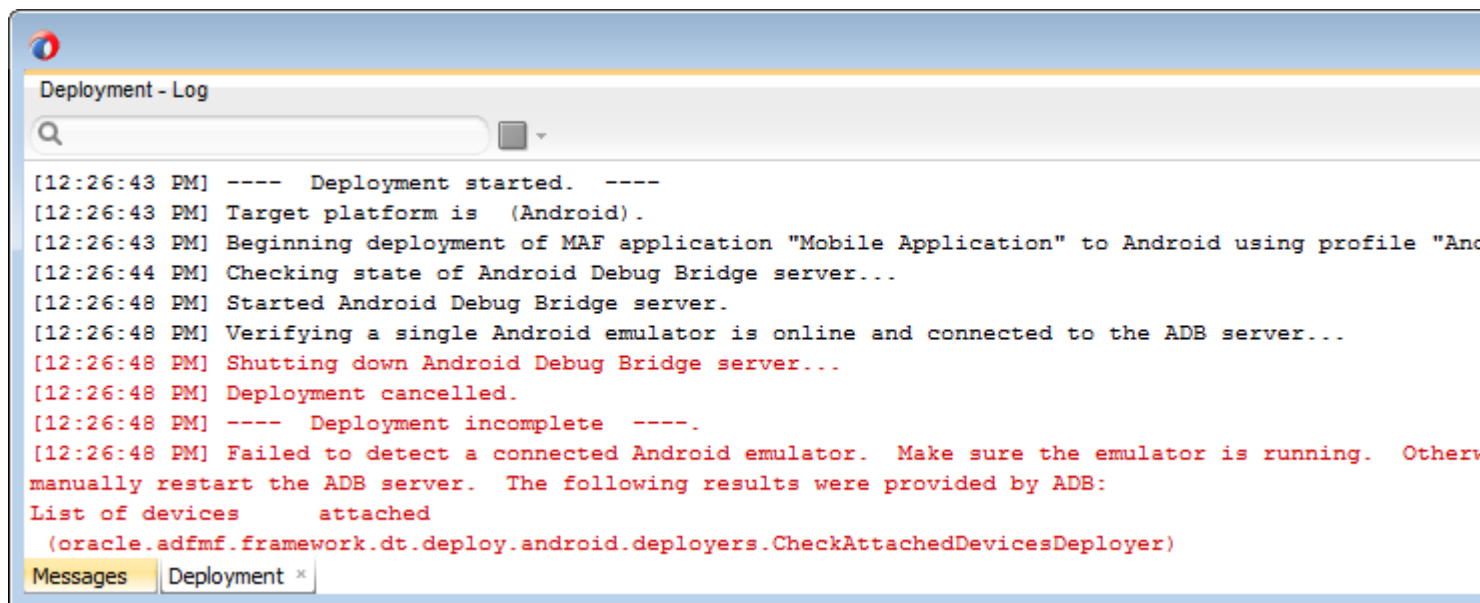 Deployment - Log
[12:26:43 PM] ----  Deployment started.  ----
[12:26:43 PM] Target platform is  (Android).
[12:26:43 PM] Beginning deployment of MAF application "Mobile Application" to Android using profile
[12:26:44 PM] Checking state of Android Debug Bridge server...
[12:26:48 PM] Started Android Debug Bridge server.
[12:26:48 PM] Verifying a single Android emulator is online and connected to the ADB server...
[12:26:48 PM] Shutting down Android Debug Bridge server...
[12:26:48 PM] Deployment cancelled.
[12:26:48 PM] ----  Deployment incomplete  ----.
[12:26:48 PM] Failed to detect a connected Android emulator.  Make sure the emulator is running.
manually restart the ADB server.  The following results were provided by ADB:
List of devices      attached
(oracle.adfmf.framework.dt.deploy.android.deployers.CheckAttachedDevicesDeployer)
Messages  Deployment ×